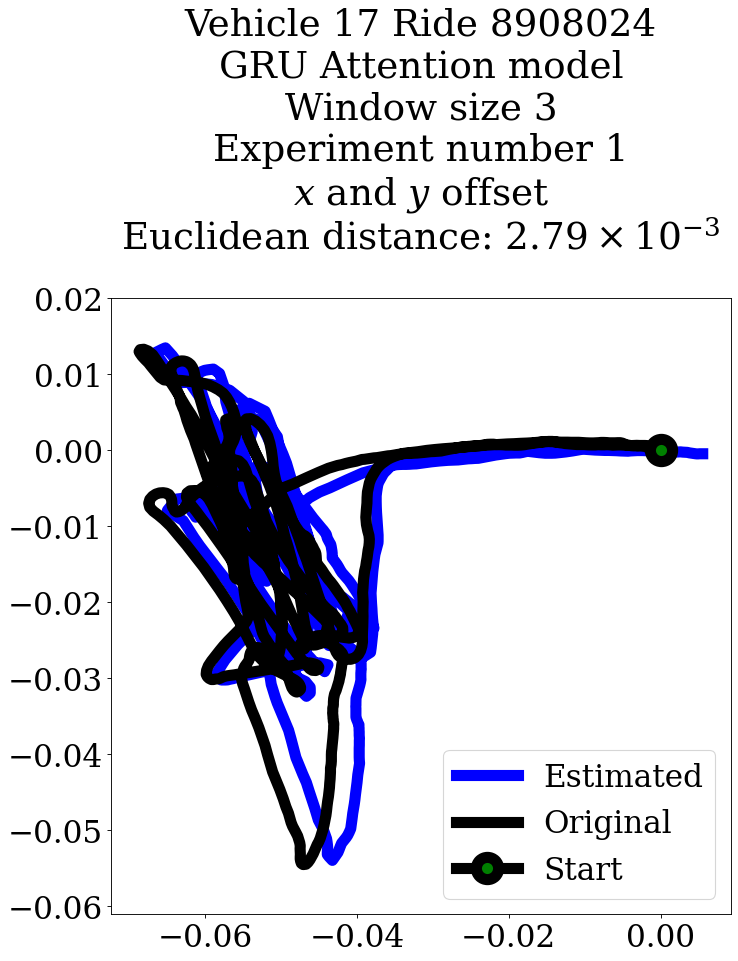 Vehicle 17 Ride 8908024
GRU Attention model
Window size 3
Experiment number 1
x and y offset
Euclidean distance: 2.79 × 10⁻³
0.02
0.01
0.00
−0.01
−0.02
−0.03
−0.04
−0.05
−0.06
Estimated
Original
Start
−0.06 −0.04 −0.02 0.00